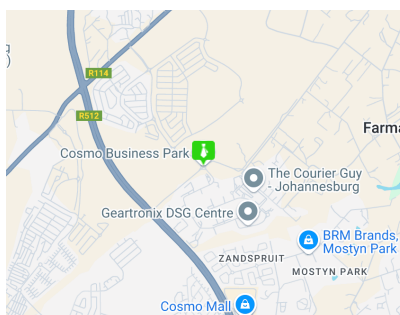 R114
R512
Farma
Cosmo Business Park
The Courier Guy
- Johannesburg
Geartronix DSG Centre
BRM Brands,
Mostyn Park
ZANDSPRUIT
MOSTYN PARK
Cosmo Mall